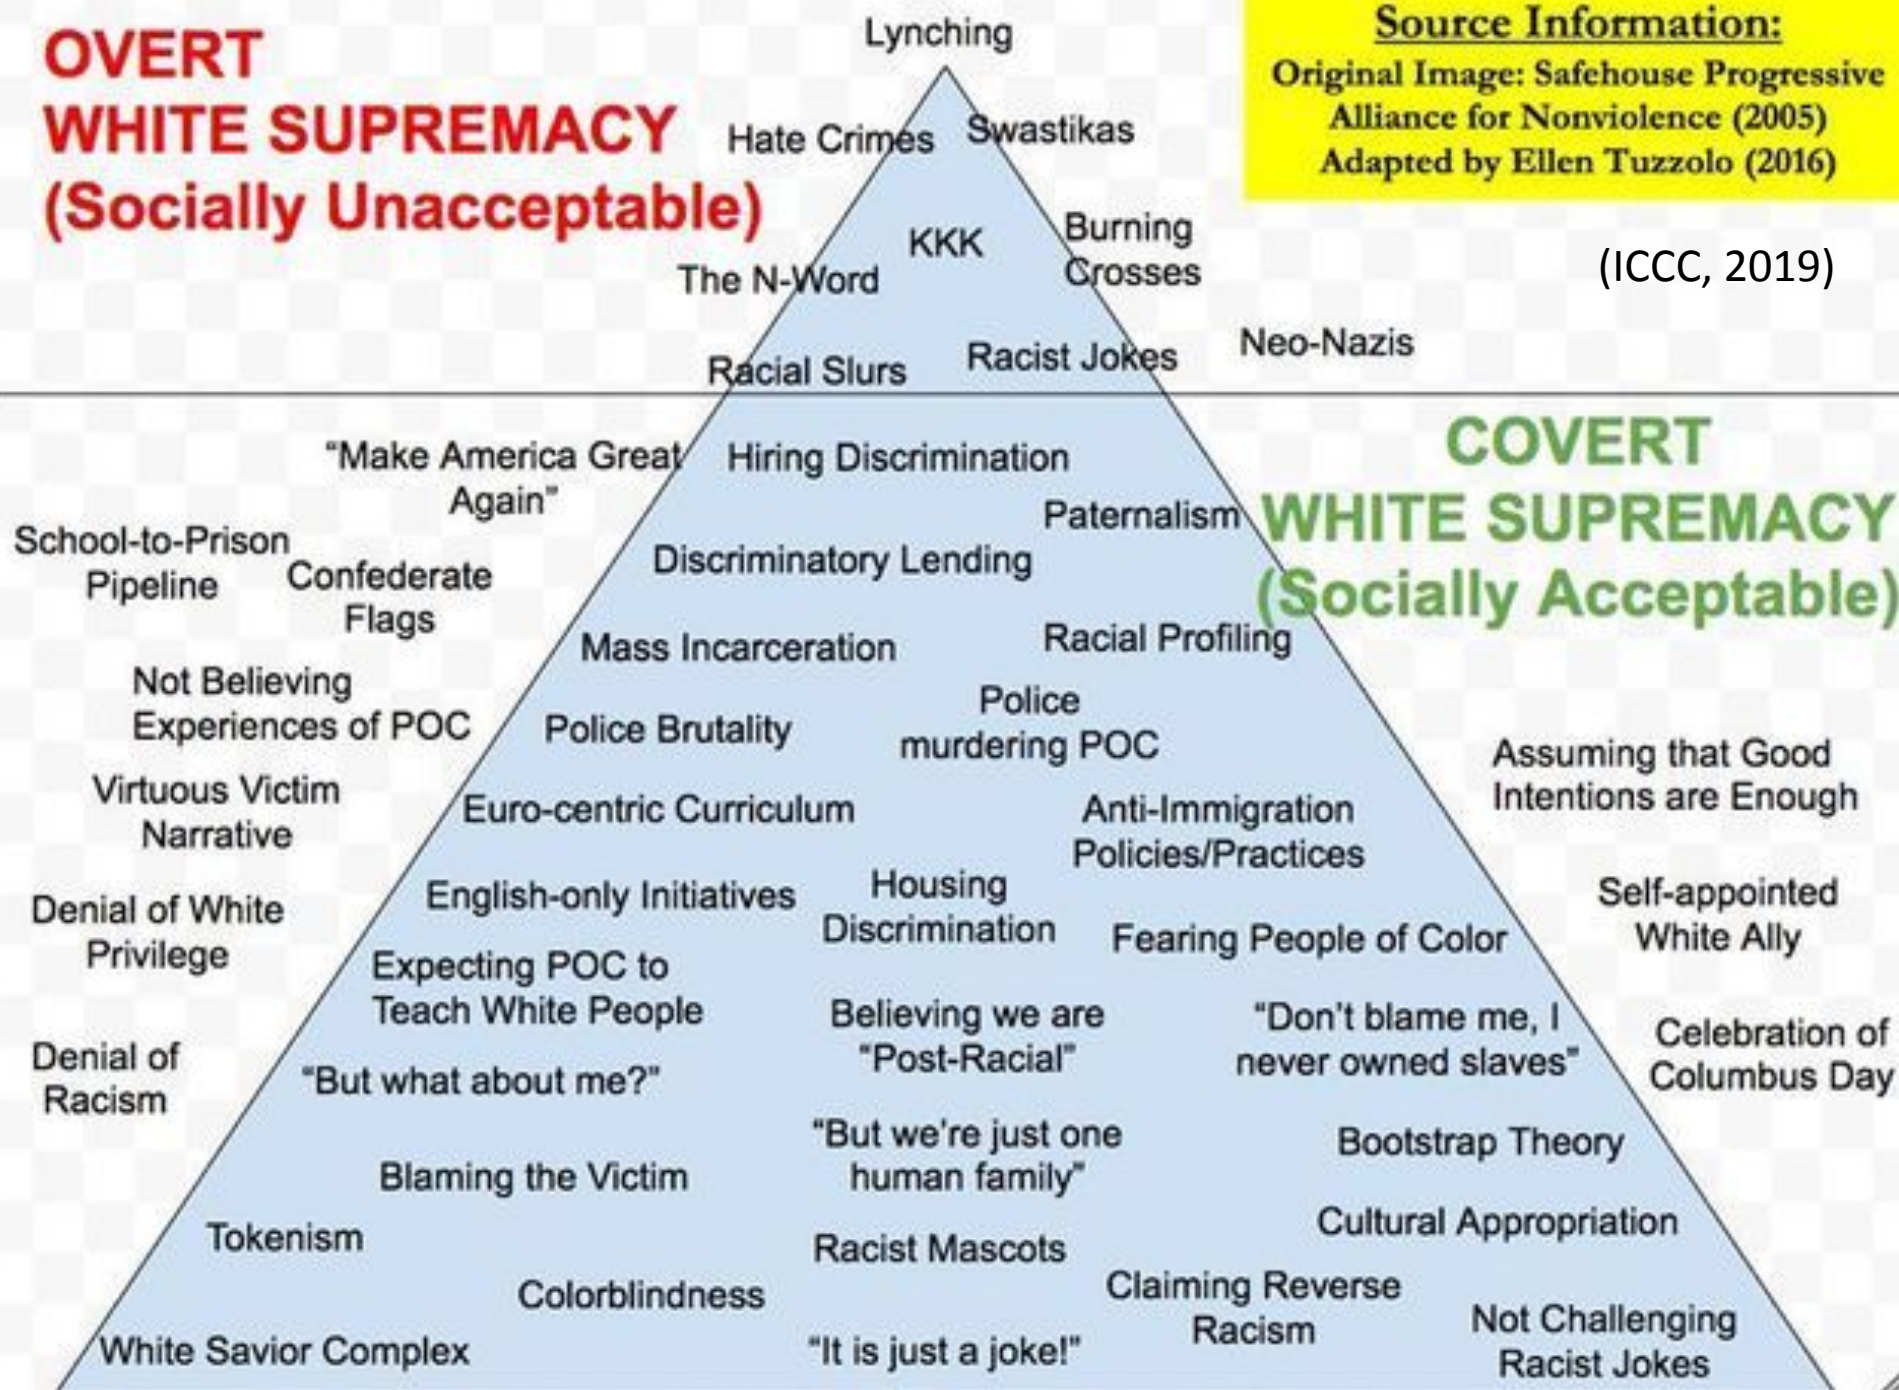 OVERT
WHITE SUPREMACY
(Socially Unacceptable)
Source Information:
Original Image: Safehouse Progressive
Alliance for Nonviolence (2005)
Adapted by Ellen Tuzzolo (2016)
(ICCC, 2019)
Lynching
Hate Crimes
Swastikas
KKK
Burning
Crosses
The N-Word
Neo-Nazis
Racial Slurs
Racist Jokes
COVERT
WHITE SUPREMACY
(Socially Acceptable)
“Make America Great
Again”
Hiring Discrimination
Paternalism
School-to-Prison
Pipeline
Confederate
Flags
Discriminatory Lending
Mass Incarceration
Racial Profiling
Not Believing
Experiences of POC
Police Brutality
Police
murdering POC
Assuming that Good
Intentions are Enough
Virtuous Victim
Narrative
Euro-centric Curriculum
Anti-Immigration
Policies/Practices
Denial of White
Privilege
English-only Initiatives
Housing
Discrimination
Fearing People of Color
Self-appointed
White Ally
Expecting POC to
Teach White People
Believing we are
“Post-Racial”
“Don’t blame me, I
never owned slaves”
Celebration of
Columbus Day
Denial of
Racism
“But what about me?”
“But we’re just one
human family”
Bootstrap Theory
Blaming the Victim
Tokenism
Racist Mascots
Cultural Appropriation
Colorblindness
Claiming Reverse
Racism
Not Challenging
Racist Jokes
White Savior Complex
“It is just a joke!”